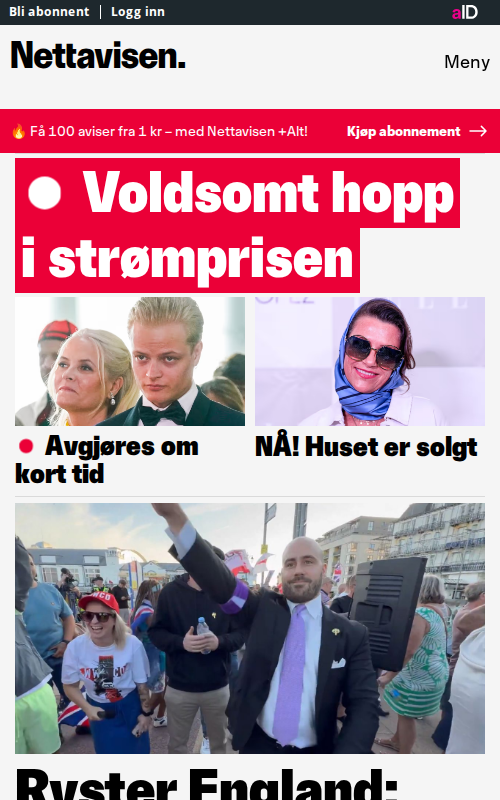 Bli abonnent
Logg inn
aID
Nettavisen.
Meny
🔥 Få 100 aviser fra 1 kr – med Nettavisen +Alt!
Kjøp abonnement →
Voldsomt hopp
i strømprisen
Avgjøres om
kort tid
NÅ! Huset er solgt
Ryster England: